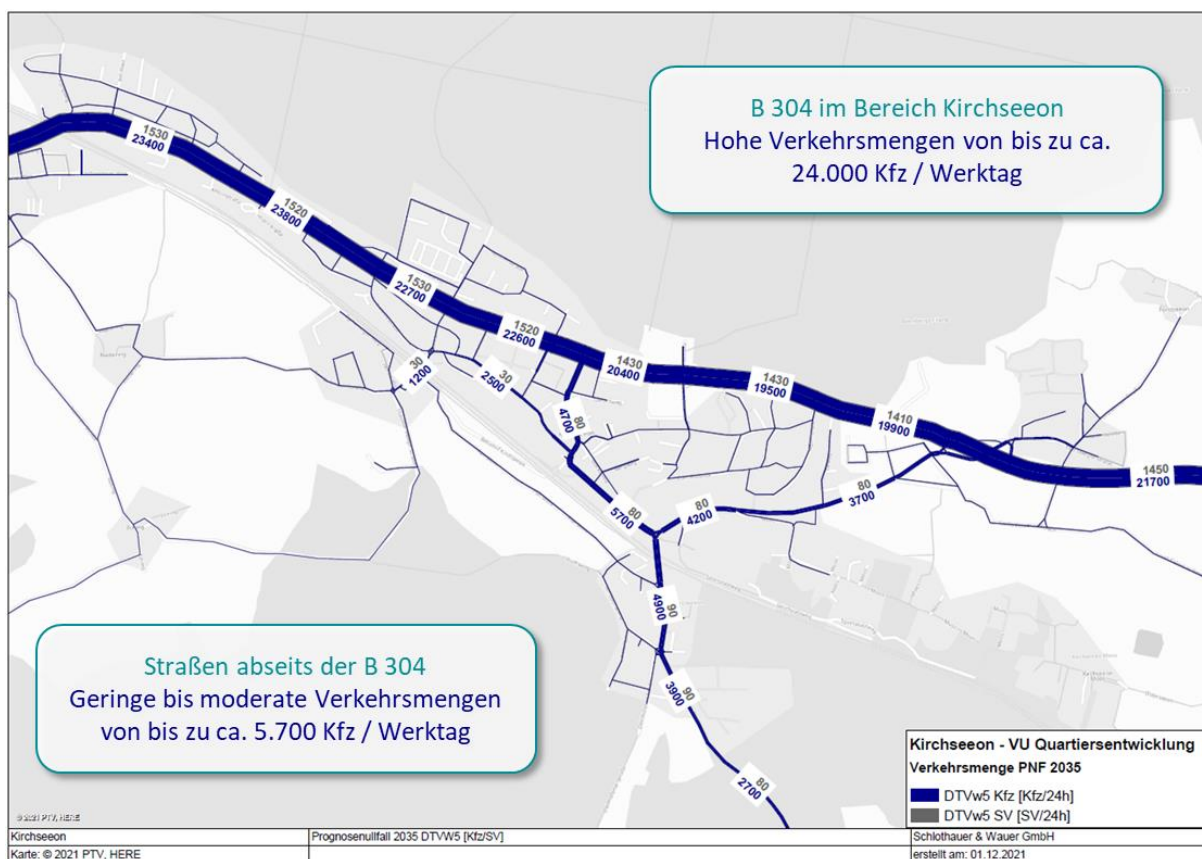 B 304 im Bereich Kirchseeon
Hohe Verkehrsmengen von bis zu ca.
24.000 Kfz / Werktag
1530
23400
1520
23800
1530
22700
1520
22600
1430
20400
1430
19500
1410
19900
1450
21700
30
1200
30
2500
80
4700
80
5700
80
4200
80
3700
90
4900
90
3900
80
2700
Straßen abseits der B 304
Geringe bis moderate Verkehrsmengen
von bis zu ca. 5.700 Kfz / Werktag
Kirchseeon - VU Quartiersentwicklung
Verkehrsmenge PNF 2035
DTVw5 Kfz [Kfz/24h]
DTVw5 SV [SV/24h]
© 2021 PTV, HERE
Kirchseeon
Prognosenullfall 2035 DTVW5 [Kfz/SV]
Schlothauer & Wauer GmbH
Karte: © 2021 PTV, HERE
erstellt am: 01.12.2021